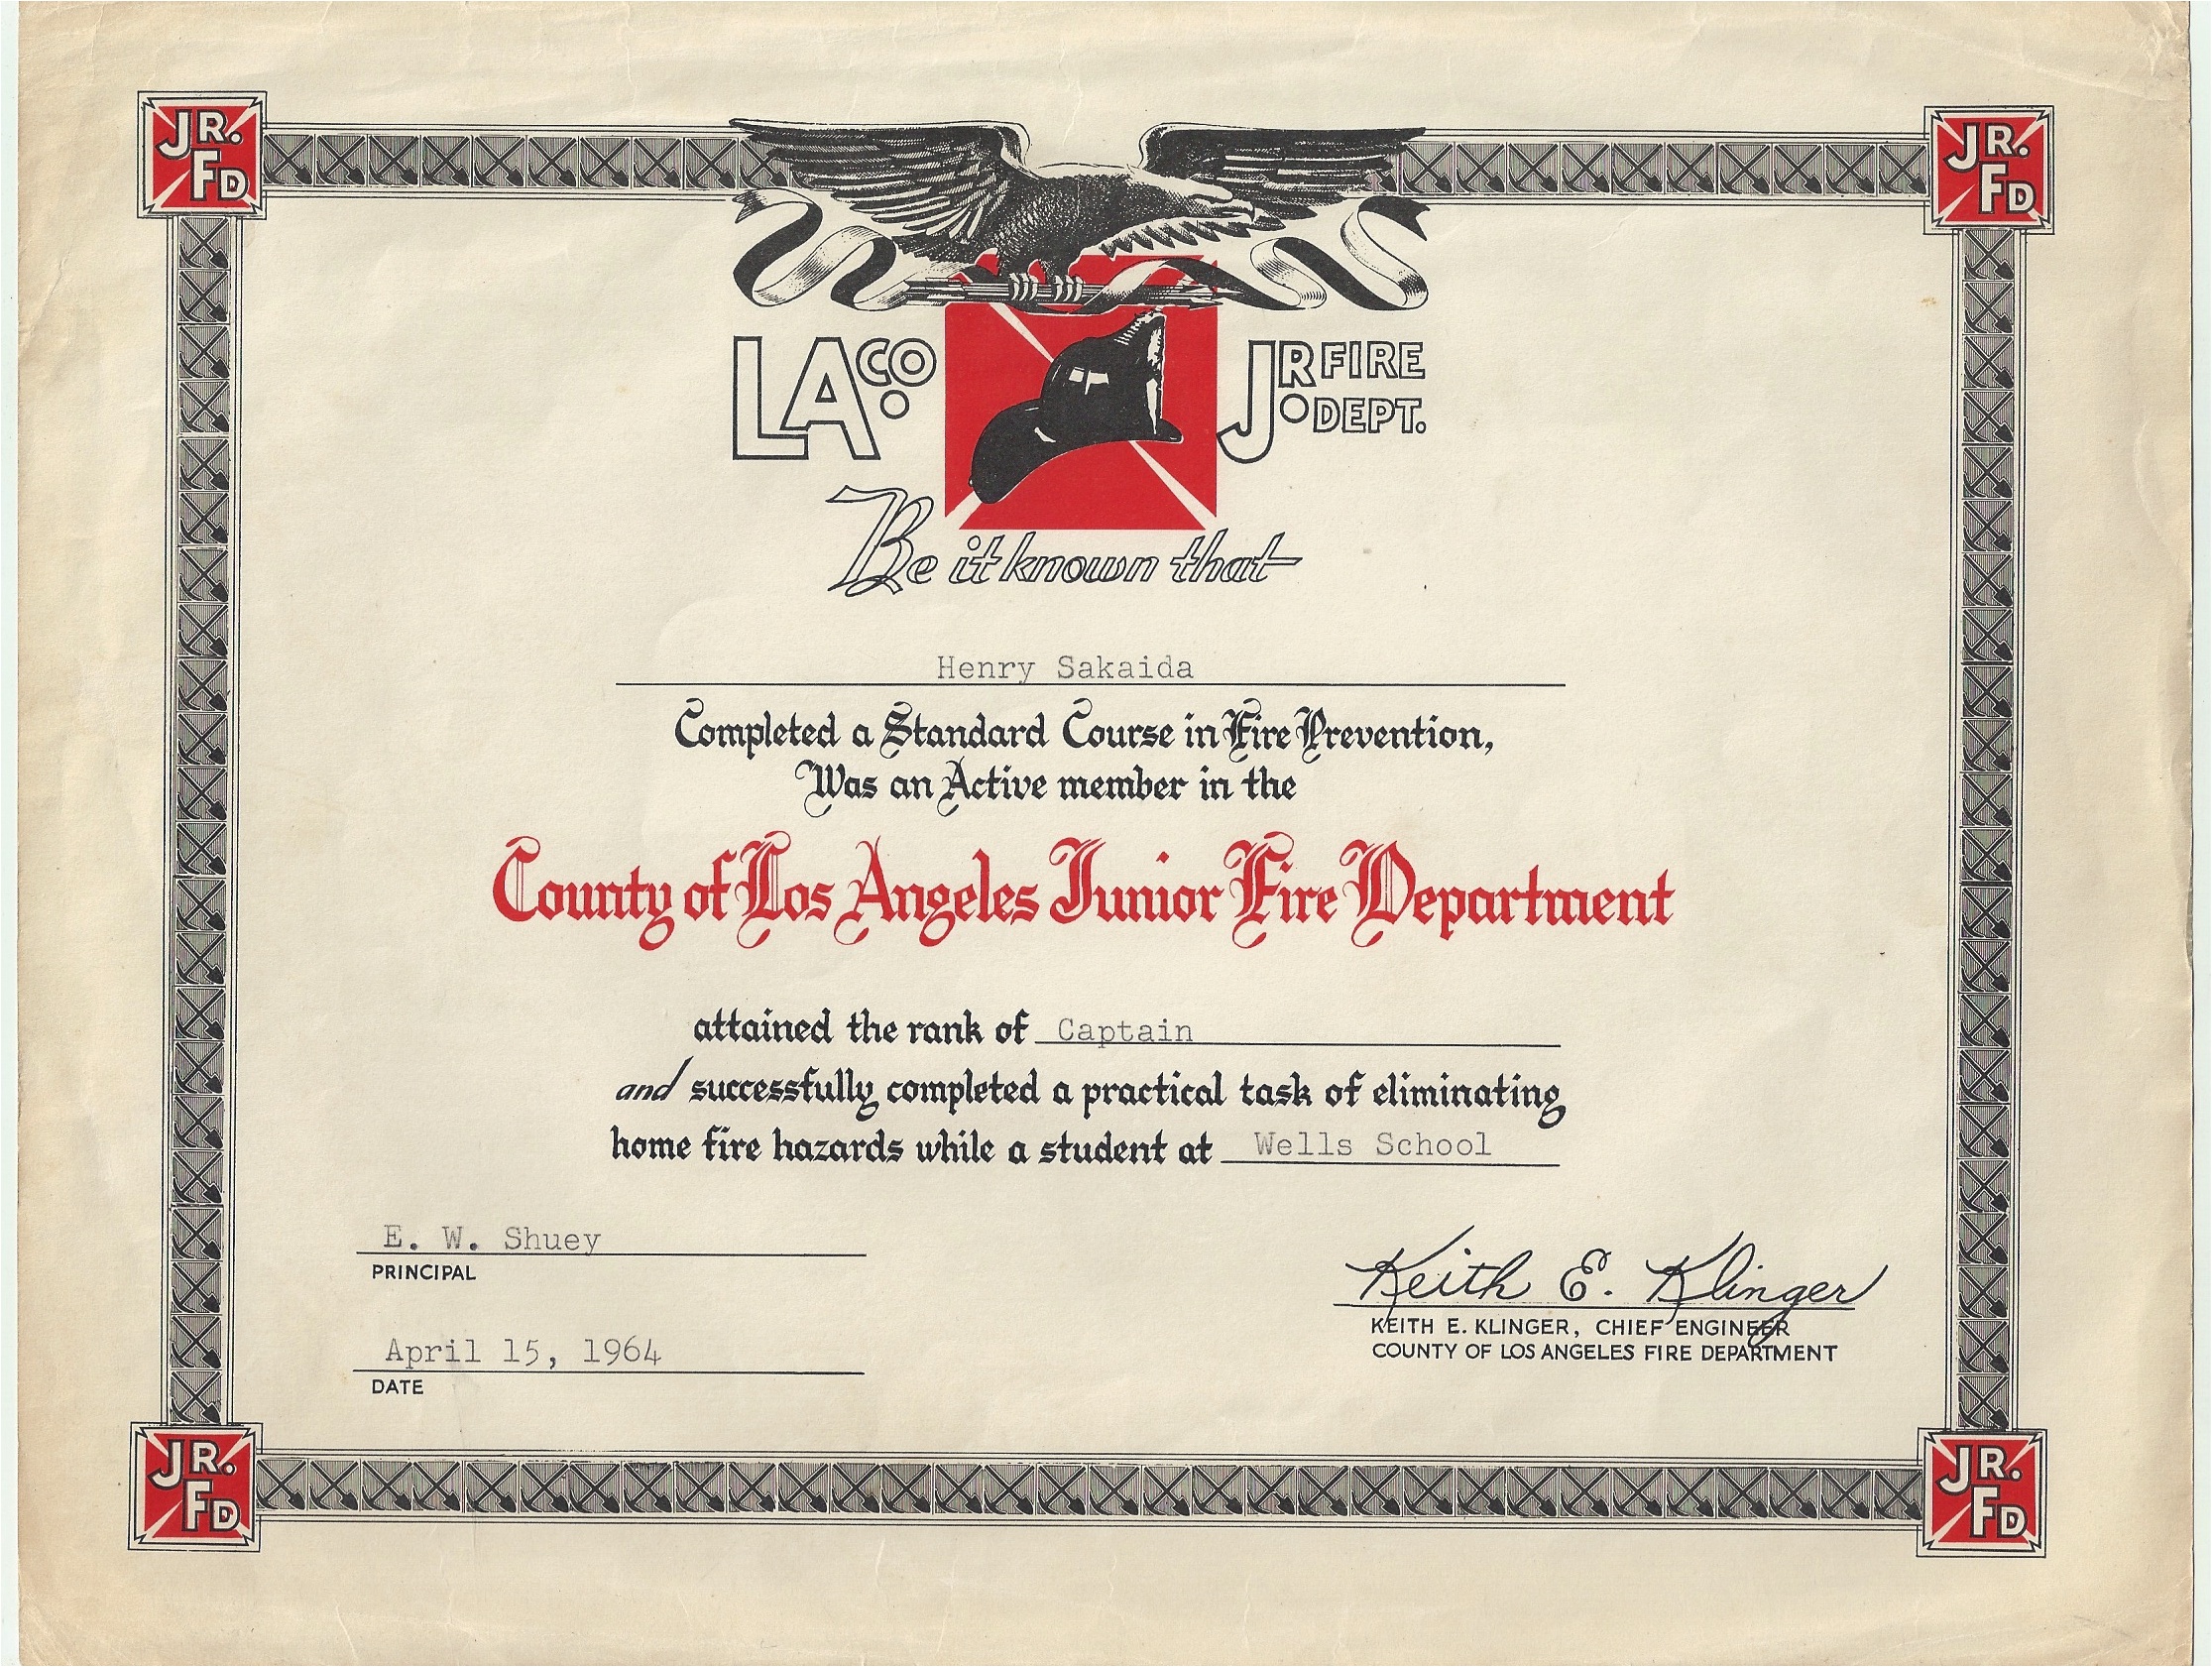 JR. FD
JR. FD
LA CO. JR. FIRE DEPT.
Be it known that
Henry Sakaida
Completed a Standard Course in Fire Prevention,
Was an Active member in the
County of Los Angeles Junior Fire Department
attained the rank of Captain
and successfully completed a practical task of eliminating
home fire hazards while a student at Wells School
E. W. Shuey
PRINCIPAL
Keith E. Klinger
KEITH E. KLINGER, CHIEF ENGINEER
COUNTY OF LOS ANGELES FIRE DEPARTMENT
April 15, 1964
DATE
JR. FD
JR. FD